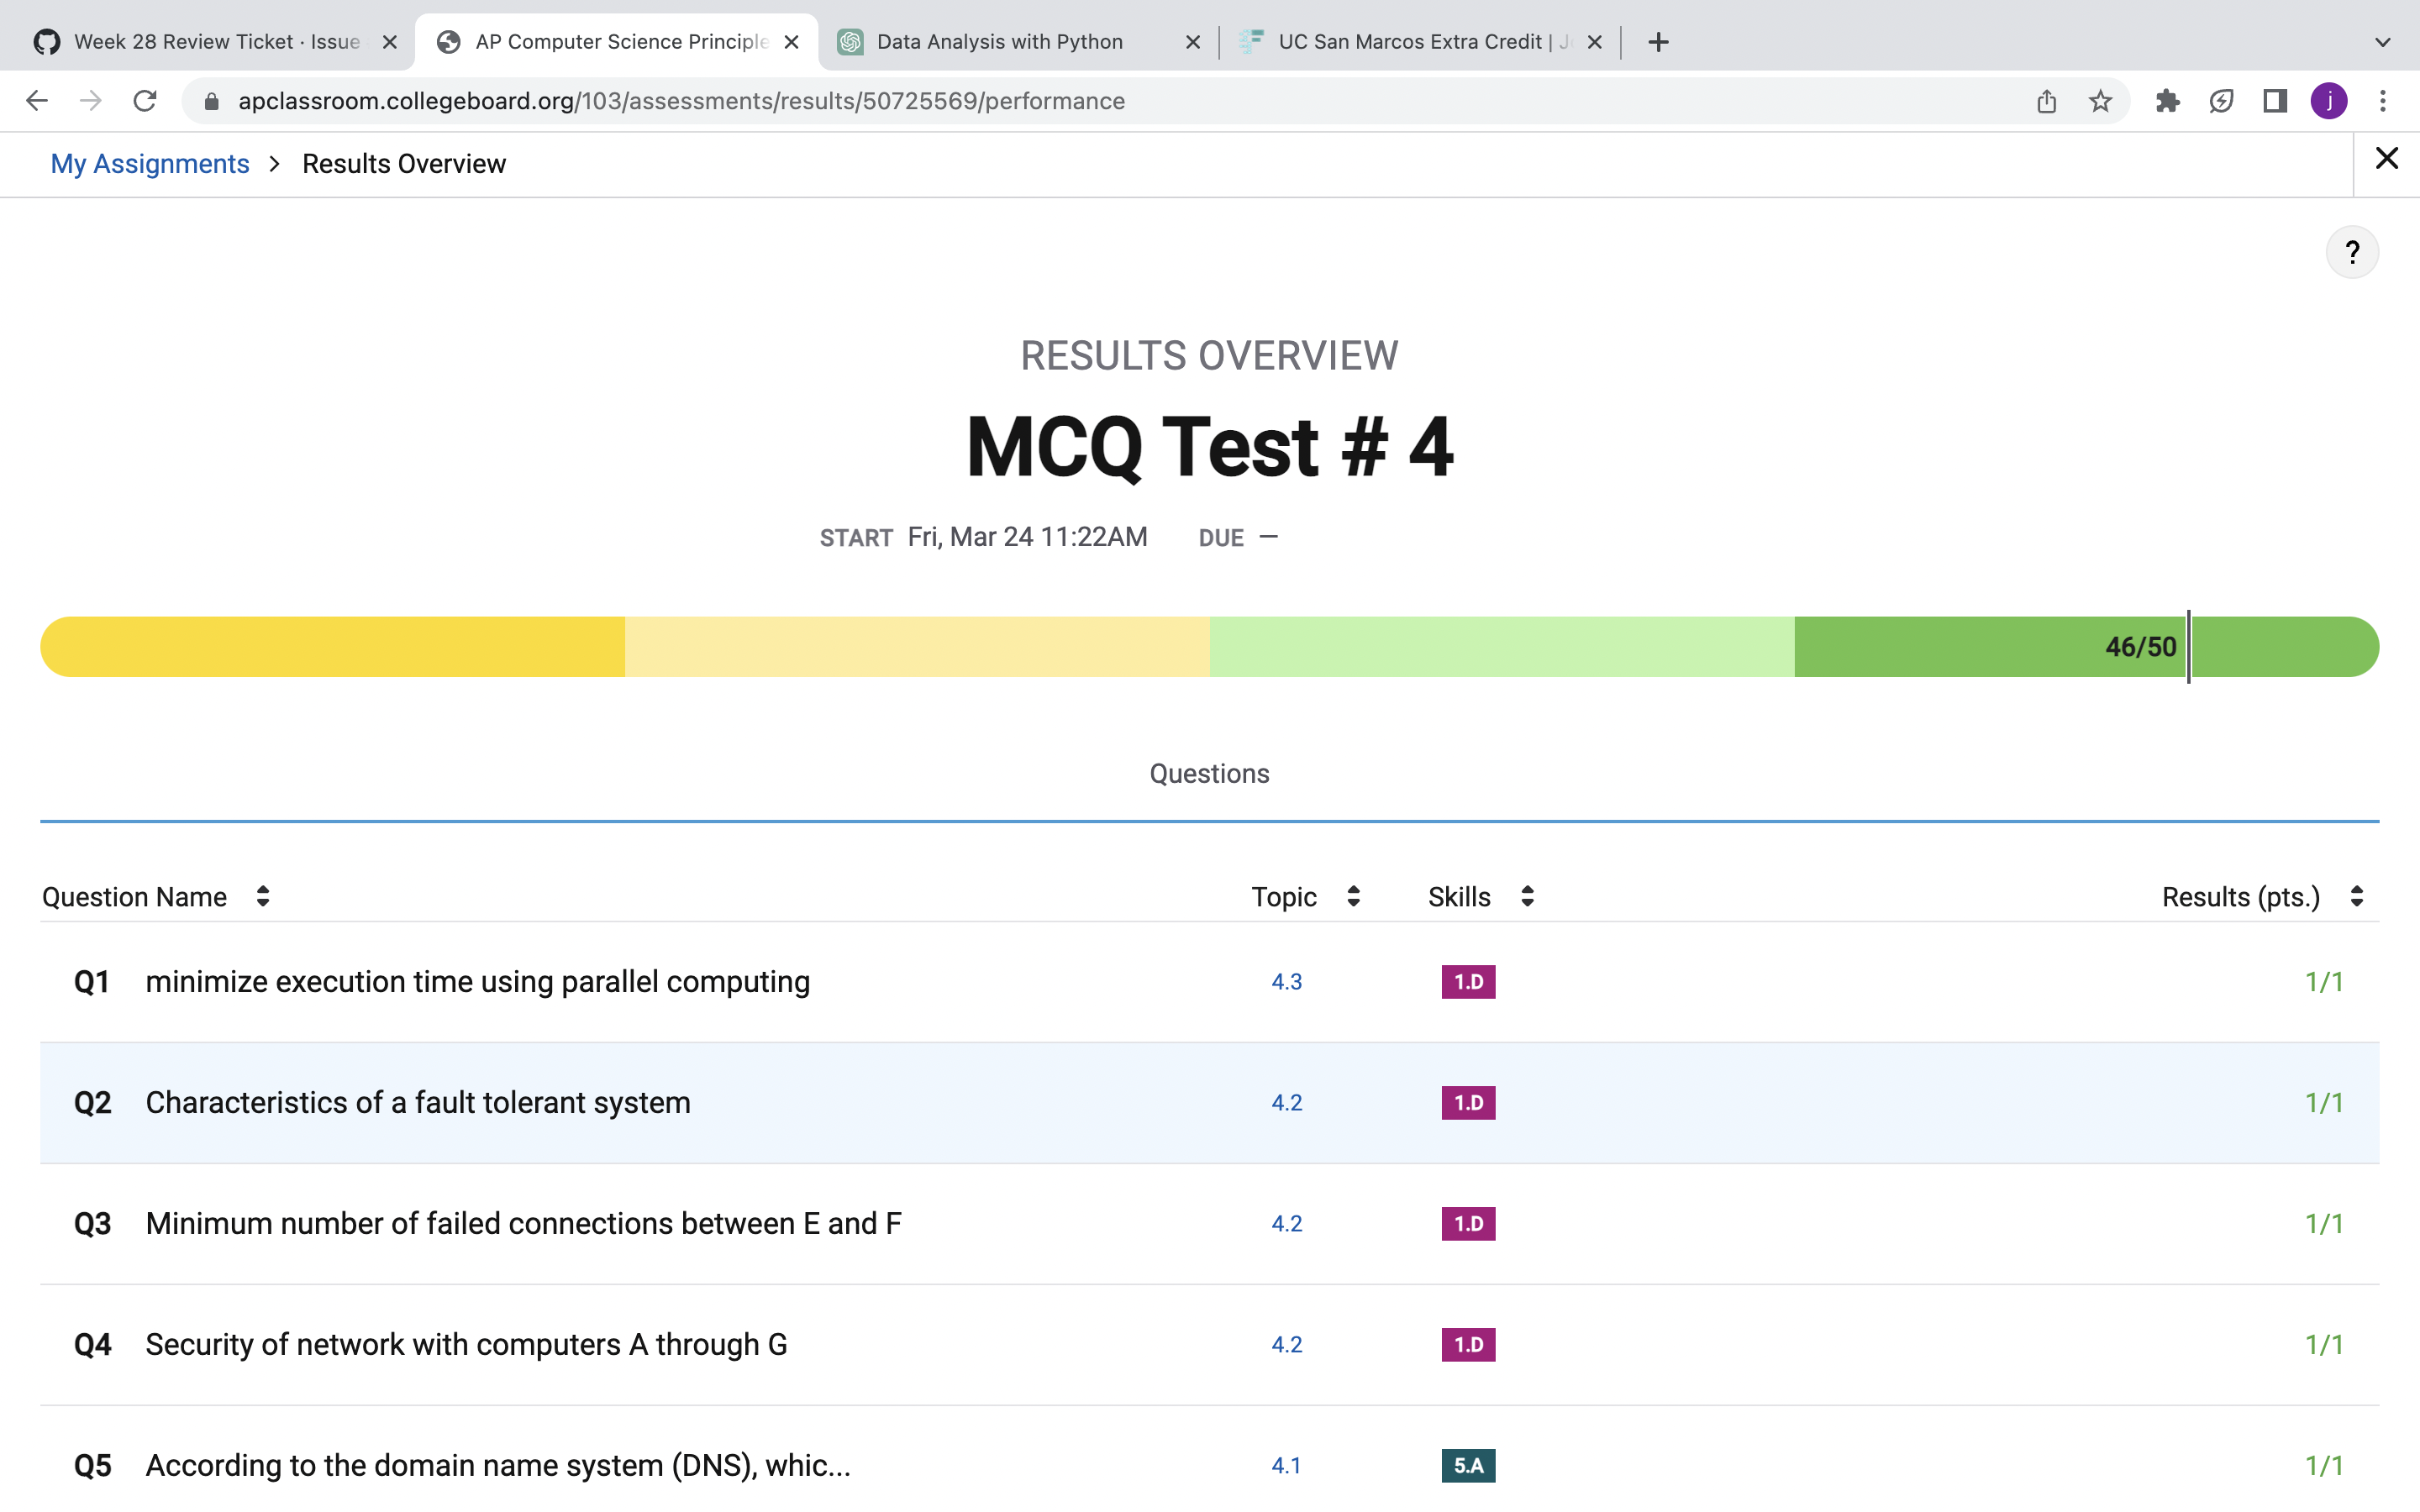 Week 28 Review Ticket · Issue
AP Computer Science Principle
Data Analysis with Python
UC San Marcos Extra Credit | Jo
apclassroom.collegeboard.org/103/assessments/results/50725569/performance
j
My Assignments > Results Overview
?
RESULTS OVERVIEW
MCQ Test # 4
START Fri, Mar 24 11:22AM DUE —
46/50
Questions
Question Name Topic Skills Results (pts.)
Q1 minimize execution time using parallel computing 4.3 1.D 1/1
Q2 Characteristics of a fault tolerant system 4.2 1.D 1/1
Q3 Minimum number of failed connections between E and F 4.2 1.D 1/1
Q4 Security of network with computers A through G 4.2 1.D 1/1
Q5 According to the domain name system (DNS), whic... 4.1 5.A 1/1